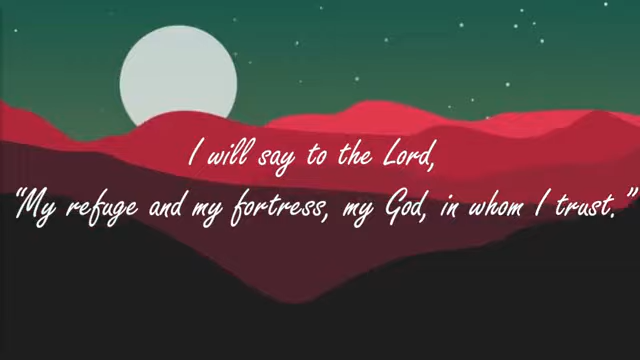 I will say to the Lord,
“My refuge and my fortress, my God, in whom I trust.”